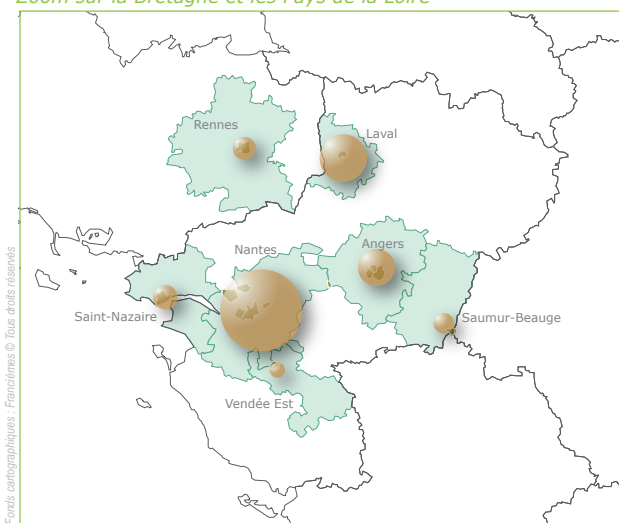 Zoom sur la Bretagne et les Pays de la Loire
Rennes
Laval
Nantes
Angers
Saint-Nazaire
Saumur-Beauge
Vendée Est
Fonds cartographiques : Francièmes © Tous droits réservés